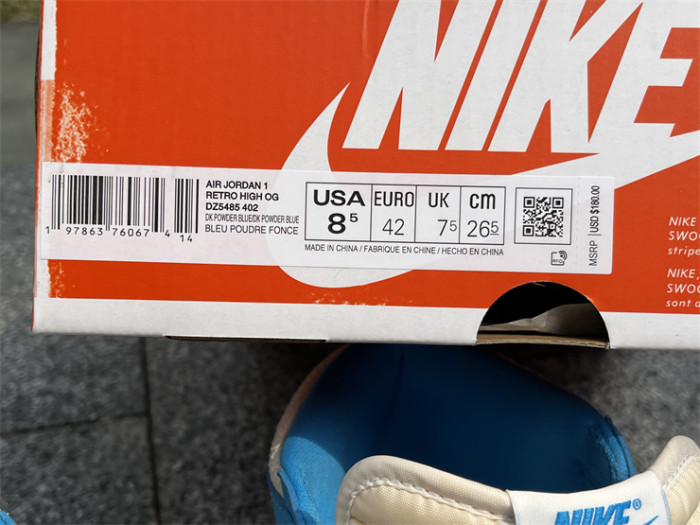 NIKE
AIR JORDAN 1
RETRO HIGH OG
DZ5485 402
DK POWDER BLUE/DK POWDER BLUE
BLEU POUDRE FONCE
1 97863 76067 4 14
USA EURO UK CM
8⁵ 42 7⁵ 26⁵
MADE IN CHINA / FABRIQUE EN CHINE / HECHO EN CHINA
RFID
MSRP US3 $180.00
NIKE
SWOO
stripe
NIKE,
SWOO
sont d
NIKE®